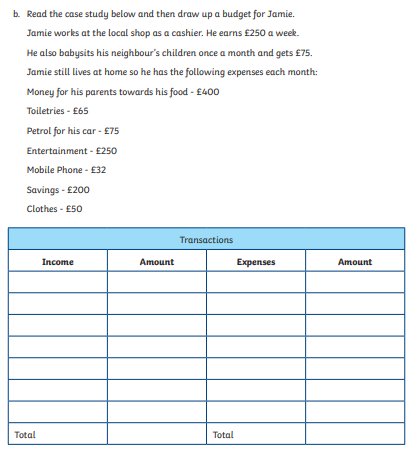 b. Read the case study below and then draw up a budget for Jamie.
Jamie works at the local shop as a cashier. He earns £250 a week.
He also babysits his neighbour's children once a month and gets £75.
Jamie still lives at home so he has the following expenses each month:
Money for his parents towards his food - £400
Toiletries - £65
Petrol for his car - £75
Entertainment - £250
Mobile Phone - £32
Savings - £200
Clothes - £50
Transactions
Income Amount Expenses Amount
Total Total